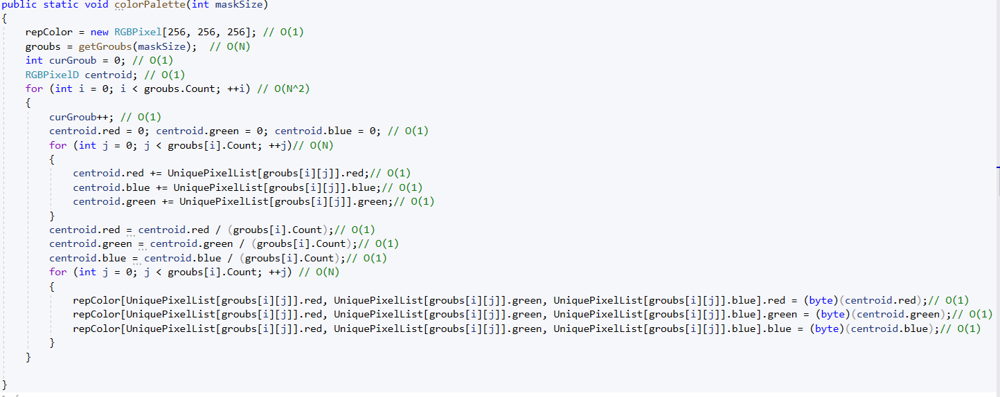 public static void colorPalette(int maskSize)
{
repColor = new RGBPixel[256, 256, 256]; // O(1)
groubs = getGroubs(maskSize);  // O(N)
int curGroub = 0; // O(1)
RGBPixelD centroid; // O(1)
for (int i = 0; i < groubs.Count; ++i) // O(N^2)
{
curGroub++; // O(1)
centroid.red = 0; centroid.green = 0; centroid.blue = 0; // O(1)
for (int j = 0; j < groubs[i].Count; ++j)// O(N)
{
centroid.red += UniquePixelList[groubs[i][j]].red;// O(1)
centroid.blue += UniquePixelList[groubs[i][j]].blue;// O(1)
centroid.green += UniquePixelList[groubs[i][j]].green;// O(1)
}
centroid.red = centroid.red / (groubs[i].Count);// O(1)
centroid.green = centroid.green / (groubs[i].Count);// O(1)
centroid.blue = centroid.blue / (groubs[i].Count);// O(1)
for (int j = 0; j < groubs[i].Count; ++j) // O(N)
{
repColor[UniquePixelList[groubs[i][j]].red, UniquePixelList[groubs[i][j]].green, UniquePixelList[groubs[i][j]].blue].red = (byte)(centroid.red);// O(1)
repColor[UniquePixelList[groubs[i][j]].red, UniquePixelList[groubs[i][j]].green, UniquePixelList[groubs[i][j]].blue].green = (byte)(centroid.green);// O(1)
repColor[UniquePixelList[groubs[i][j]].red, UniquePixelList[groubs[i][j]].green, UniquePixelList[groubs[i][j]].blue].blue = (byte)(centroid.blue);// O(1)
}
}
}